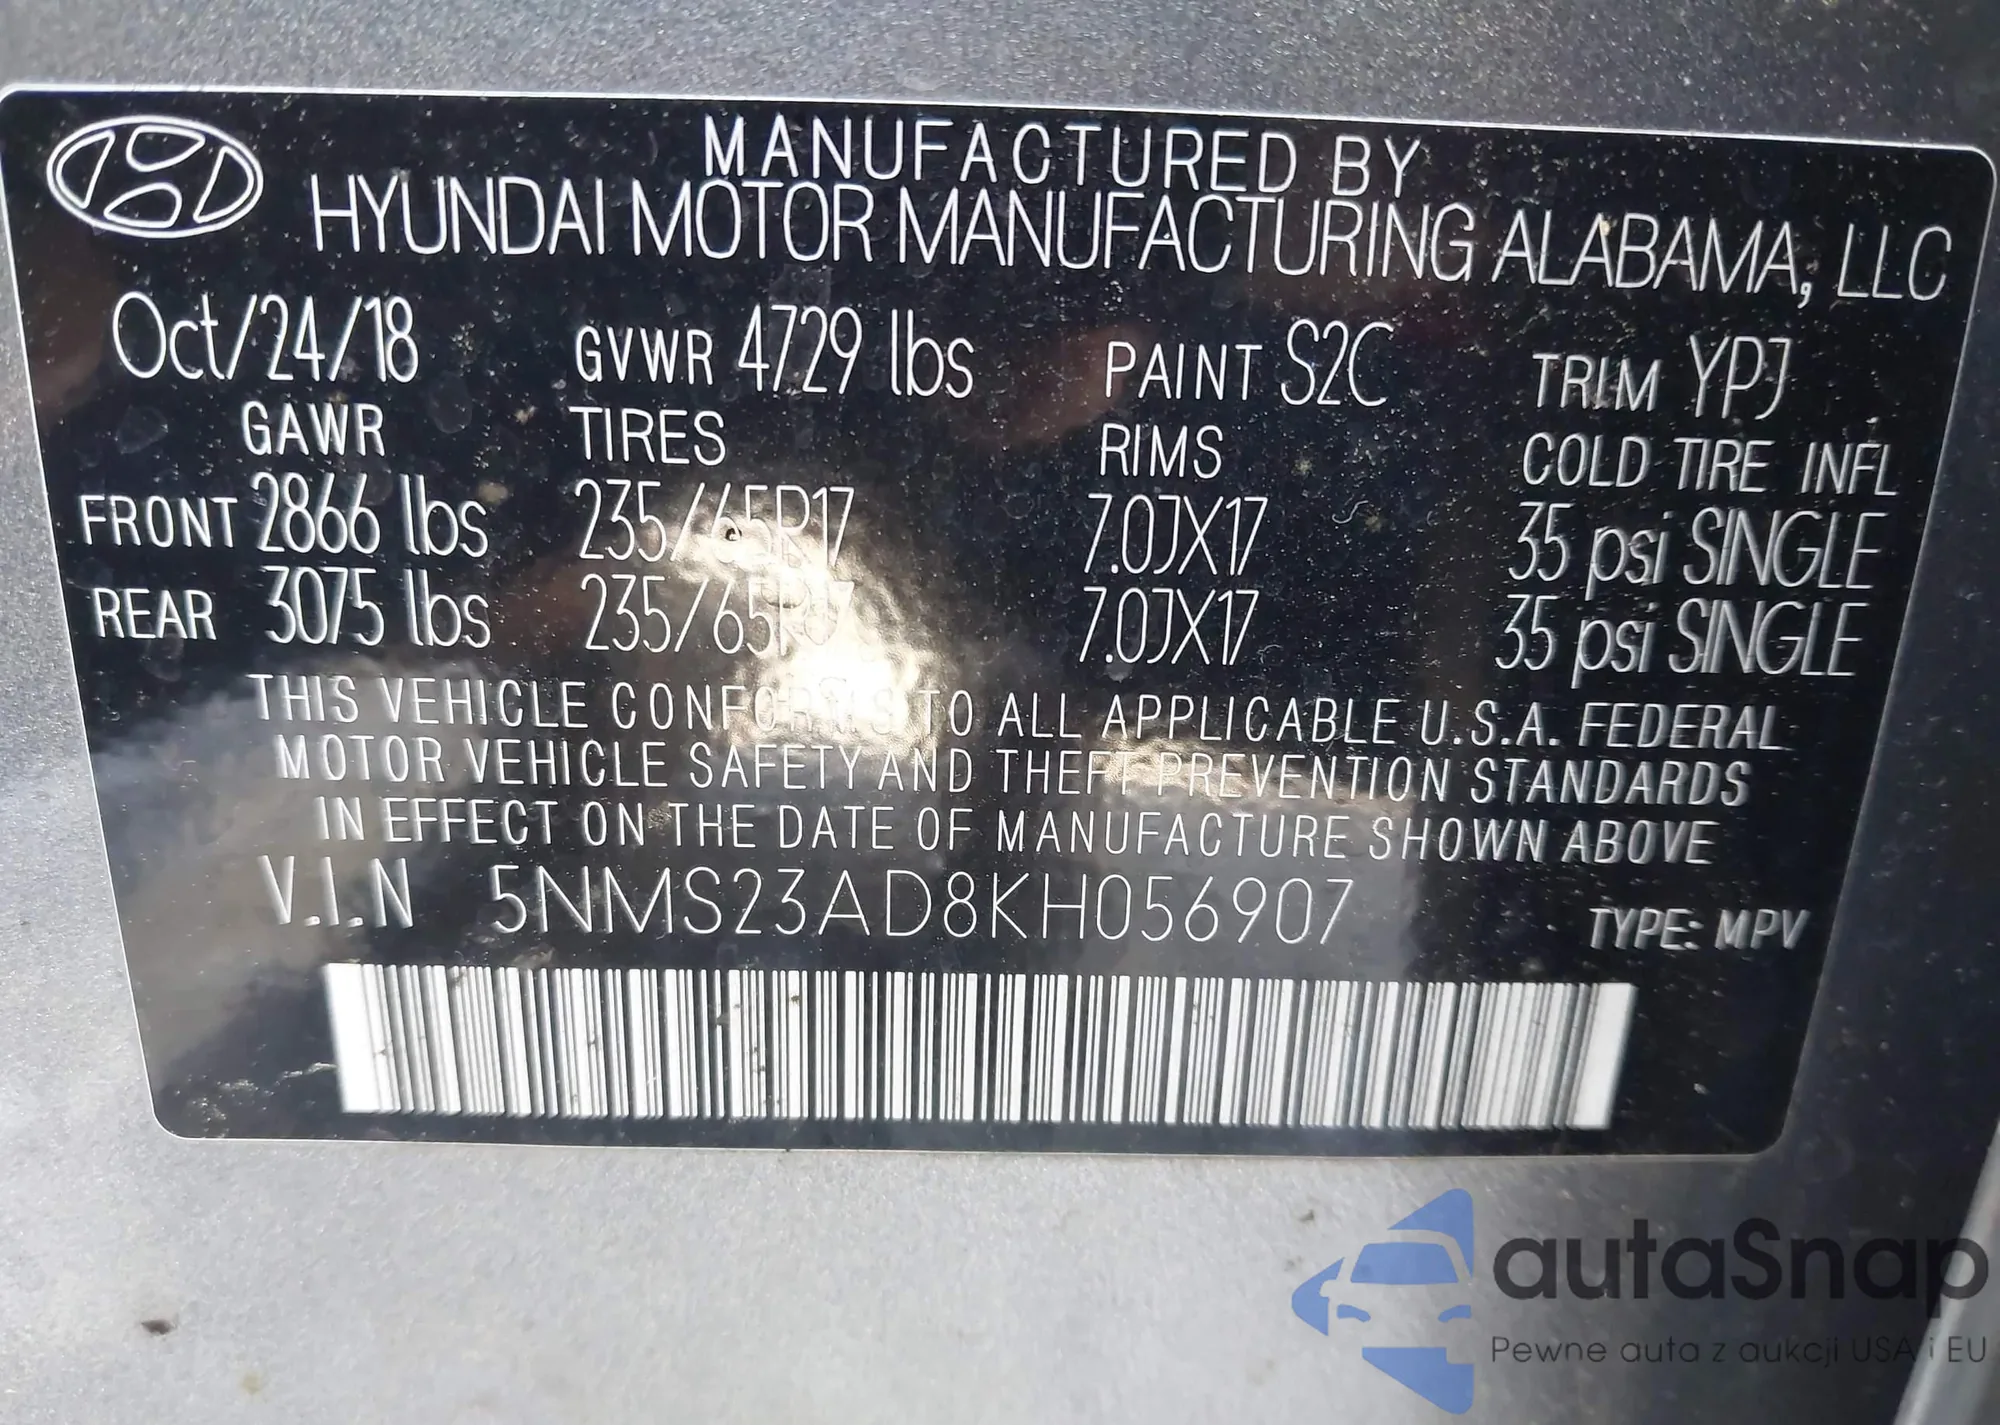 MANUFACTURED BY
HYUNDAI MOTOR MANUFACTURING ALABAMA, LLC
Oct/24/18 GVWR 4729 lbs PAINT S2C TRIM YPJ
GAWR TIRES RIMS COLD TIRE INFL
FRONT 2866 lbs 235/65R17 7.0JX17 35 psi SINGLE
REAR 3075 lbs 235/65R17 7.0JX17 35 psi SINGLE
THIS VEHICLE CONFORMS TO ALL APPLICABLE U.S.A. FEDERAL
MOTOR VEHICLE SAFETY AND THEFT PREVENTION STANDARDS
IN EFFECT ON THE DATE OF MANUFACTURE SHOWN ABOVE
V.I.N 5NMS23AD8KH056907 TYPE: MPV
autaSnap
Pewne auta z aukcji USA i EU